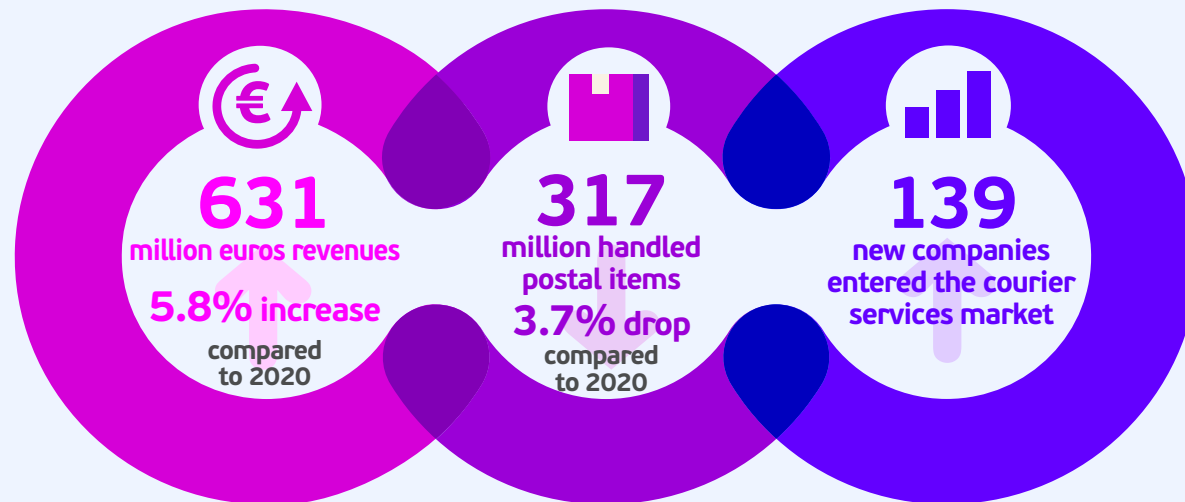 €
631
million euros revenues
5.8% increase
compared
to 2020
317
million handled
postal items
3.7% drop
compared
to 2020
139
new companies
entered the courier
services market